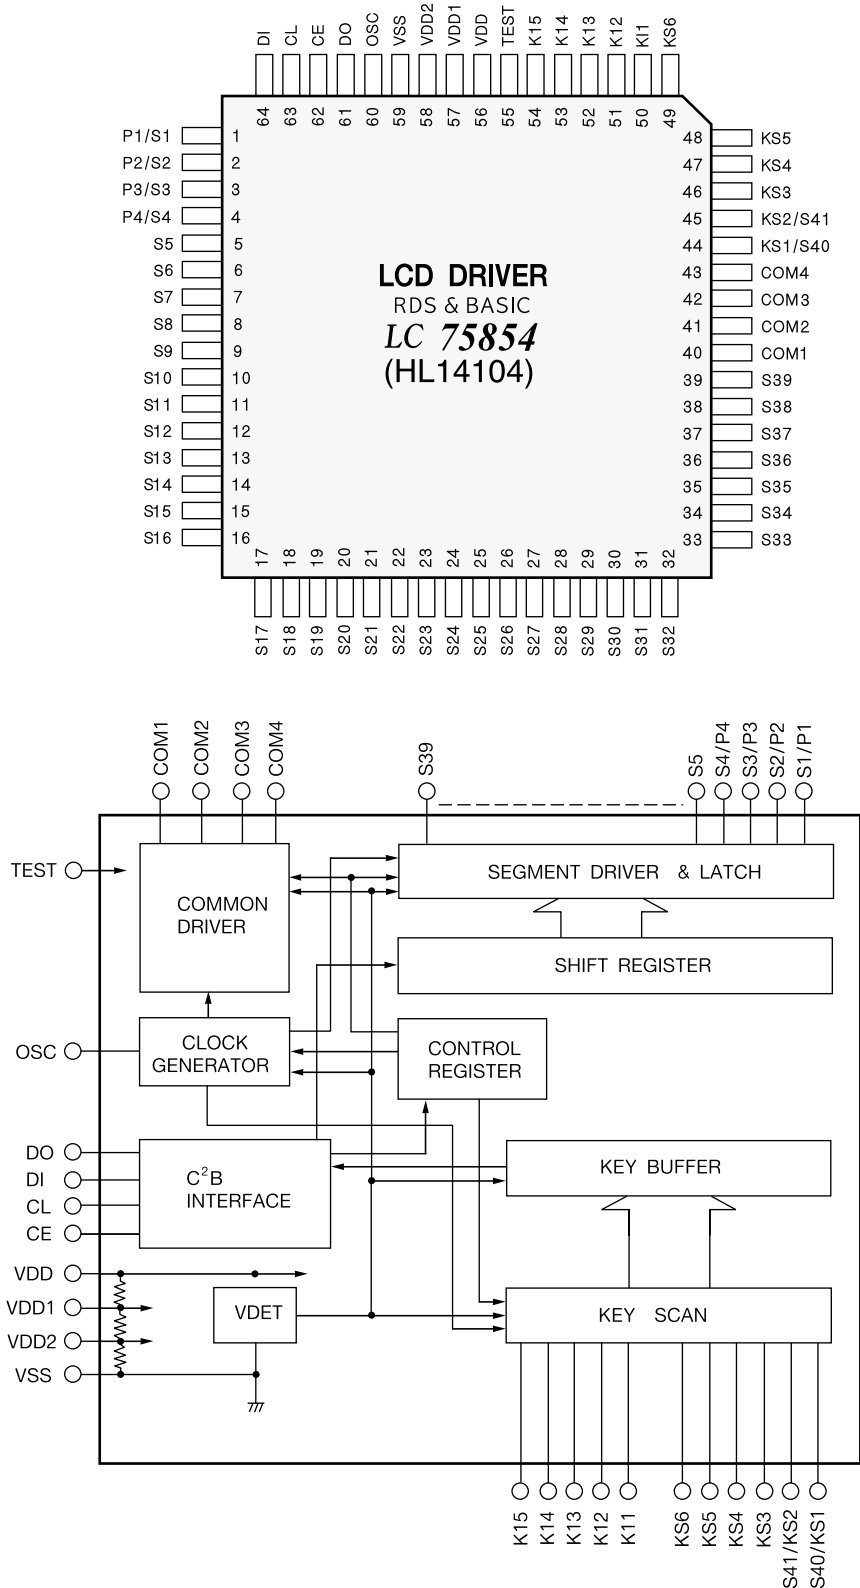 DI CL CE DO OSC VSS VDD2 VDD1 VDD TEST K15 K14 K13 K12 KI1 KS6
64 63 62 61 60 59 58 57 56 55 54 53 52 51 50 49
P1/S1 1
P2/S2 2
P3/S3 3
P4/S4 4
S5 5
S6 6
S7 7
S8 8
S9 9
S10 10
S11 11
S12 12
S13 13
S14 14
S15 15
S16 16
LCD DRIVER
RDS & BASIC
LC 75854
(HL14104)
48 KS5
47 KS4
46 KS3
45 KS2/S41
44 KS1/S40
43 COM4
42 COM3
41 COM2
40 COM1
39 S39
38 S38
37 S37
36 S36
35 S35
34 S34
33 S33
17 18 19 20 21 22 23 24 25 26 27 28 29 30 31 32
S17 S18 S19 S20 S21 S22 S23 S24 S25 S26 S27 S28 S29 S30 S31 S32
COM1 COM2 COM3 COM4 S39 S5 S4/P4 S3/P3 S2/P2 S1/P1
TEST
COMMON
DRIVER
SEGMENT DRIVER & LATCH
SHIFT REGISTER
OSC
CLOCK
GENERATOR
CONTROL
REGISTER
DO
DI
CL
CE
C²B
INTERFACE
KEY BUFFER
VDD
VDD1
VDD2
VSS
VDET
KEY SCAN
K15 K14 K13 K12 K11 KS6 KS5 KS4 KS3 S41/KS2 S40/KS1